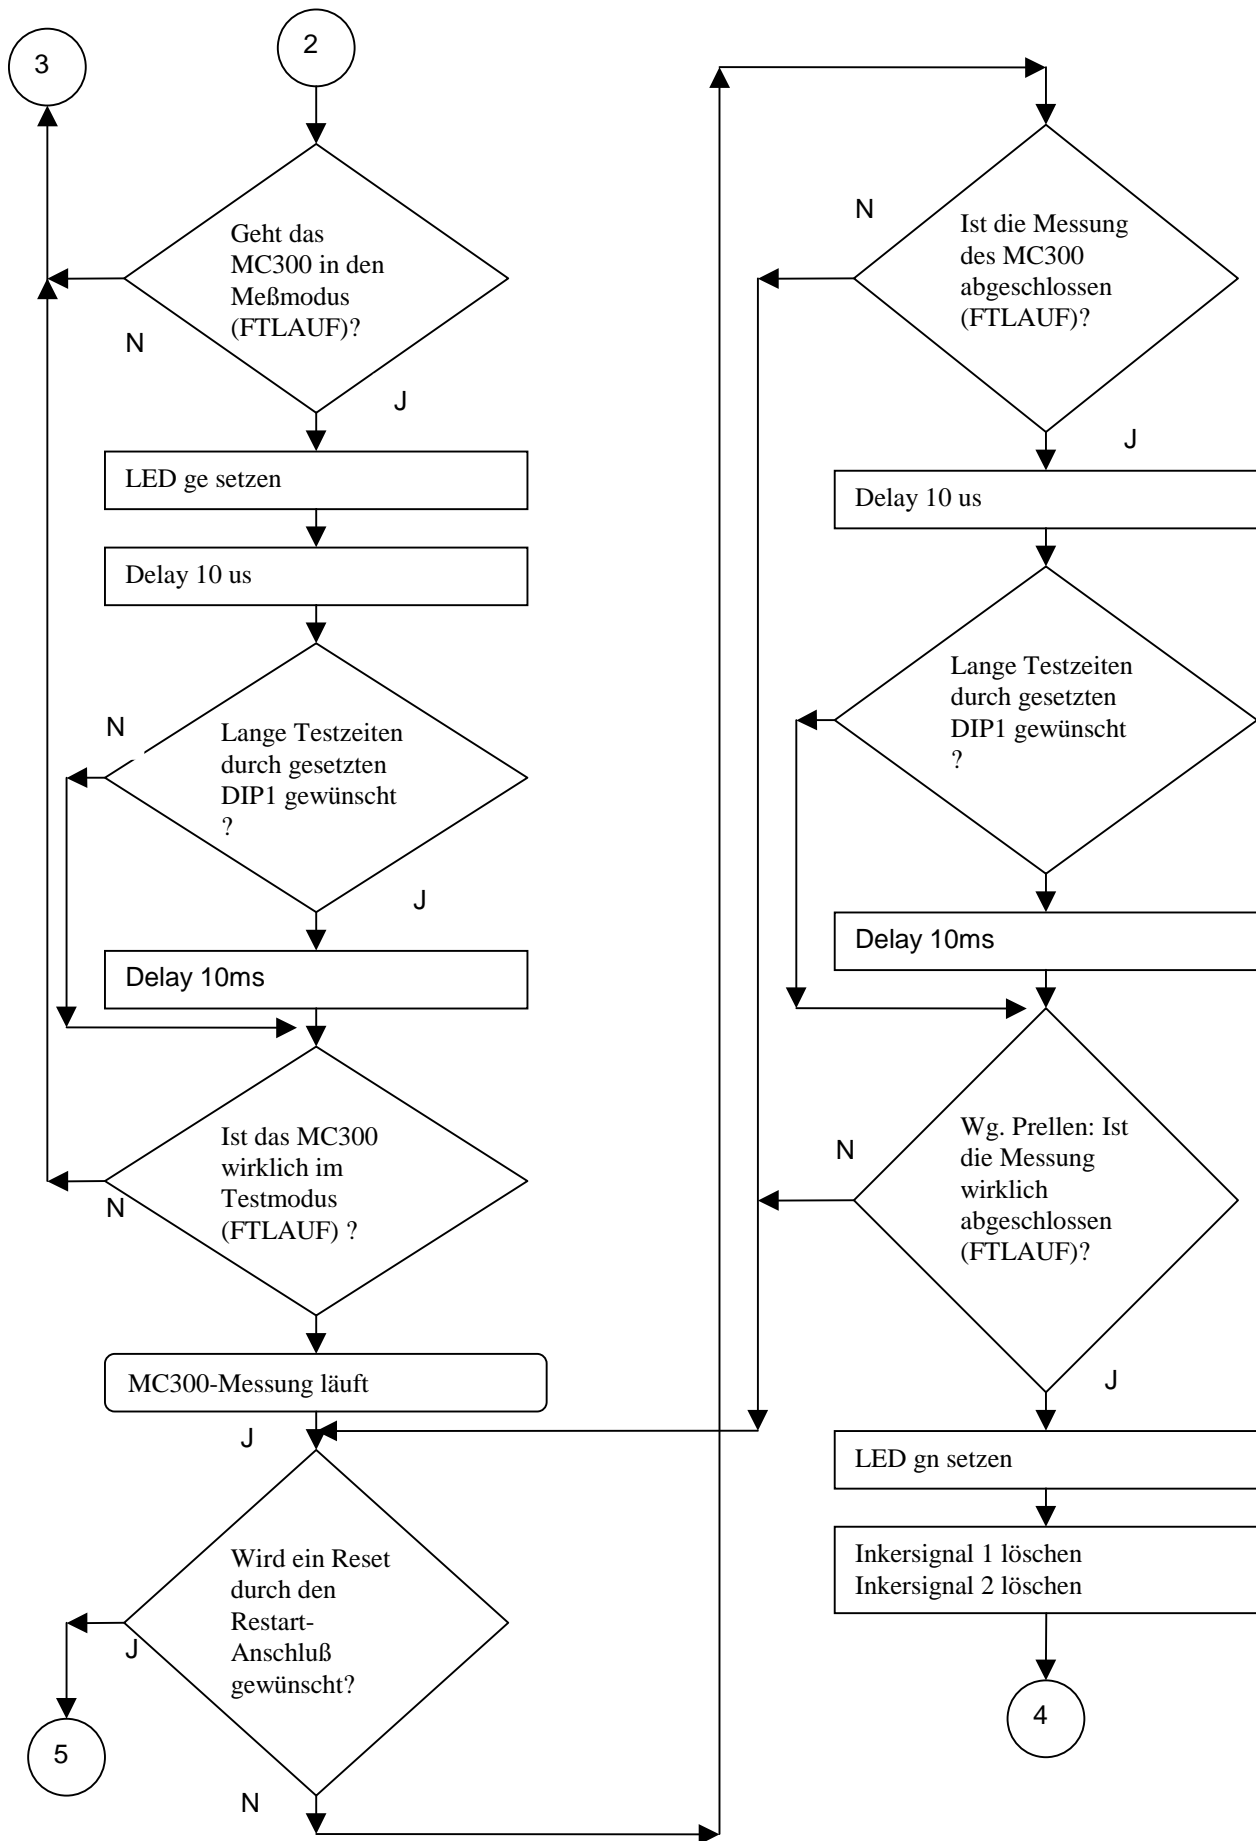 3
2
Geht das
MC300 in den
Meßmodus
(FTLAUF)?
N
J
LED ge setzen
Delay 10 us
N
Lange Testzeiten
durch gesetzten
DIP1 gewünscht
?
J
Delay 10ms
Ist das MC300
wirklich im
Testmodus
(FTLAUF) ?
N
MC300-Messung läuft
J
Wird ein Reset
durch den
Restart-
Anschluß
gewünscht?
J
5
N
N
Ist die Messung
des MC300
abgeschlossen
(FTLAUF)?
J
Delay 10 us
Lange Testzeiten
durch gesetzten
DIP1 gewünscht
?
Delay 10ms
Wg. Prellen: Ist
die Messung
wirklich
abgeschlossen
(FTLAUF)?
N
J
LED gn setzen
Inkersignal 1 löschen
Inkersignal 2 löschen
4